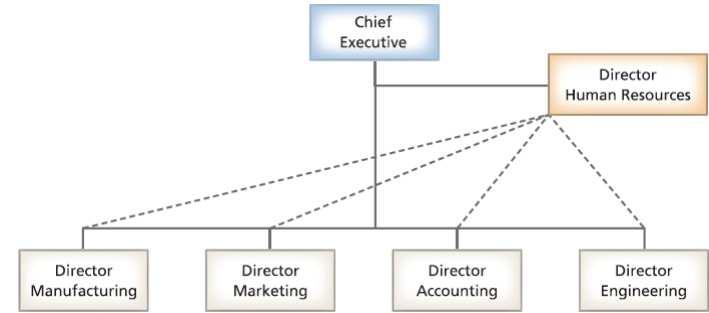 Chief
Executive
Director
Human Resources
Director
Manufacturing
Director
Marketing
Director
Accounting
Director
Engineering